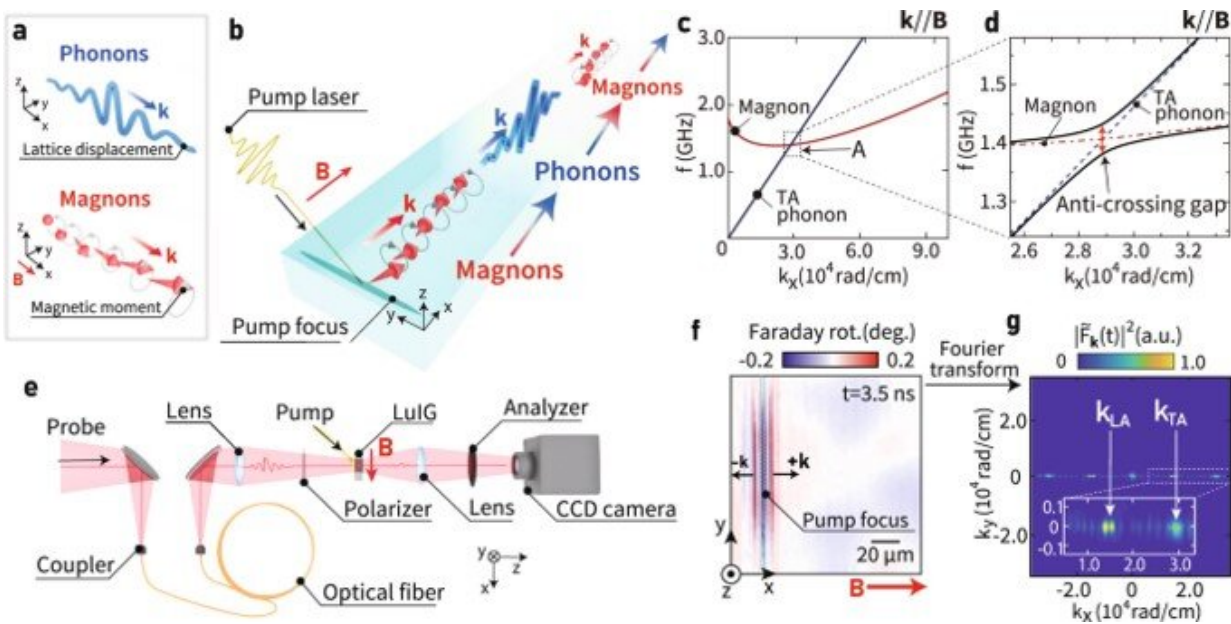 a
Phonons
z
y
x
k
Lattice displacement
Magnons
z
y
x
k
B
Magnetic moment
b
Pump laser
B
k
k
Magnons
Phonons
Magnons
Pump focus
y
z
x
c
k//B
3.0
2.0
1.0
0
f (GHz)
Magnon
A
TA
phonon
0
3.0
6.0
10.0
kx(10⁴rad/cm)
d
k//B
1.5
1.4
1.3
f (GHz)
Magnon
TA
phonon
Anti-crossing gap
2.6
2.8
3.0
3.2
kx (10⁴rad/cm)
e
Probe
Lens
Pump
LuIG
B
Analyzer
Polarizer
Lens
CCD camera
Coupler
Optical fiber
y
z
x
f
Faraday rot.(deg.)
-0.2
0.2
t=3.5 ns
-k
+k
Pump focus
20 µm
y
z
x
B
Fourier
transform
g
|F̃k(t)|²(a.u.)
0
1.0
kLA
kTA
2.0
0
-2.0
ky(10⁴rad/cm)
0.1
0
-0.1
1.0
2.0
3.0
-2.0
0
2.0
kx(10⁴rad/cm)